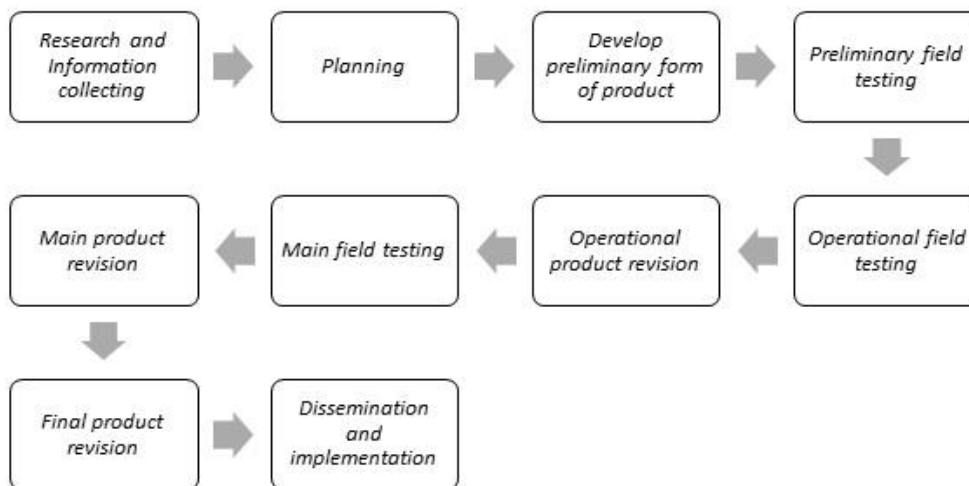 Research and
Information
collecting
Planning
Develop
preliminary form
of product
Preliminary field
testing
Main product
revision
Main field testing
Operational
product revision
Operational field
testing
Final product
revision
Dissemination
and
implementation